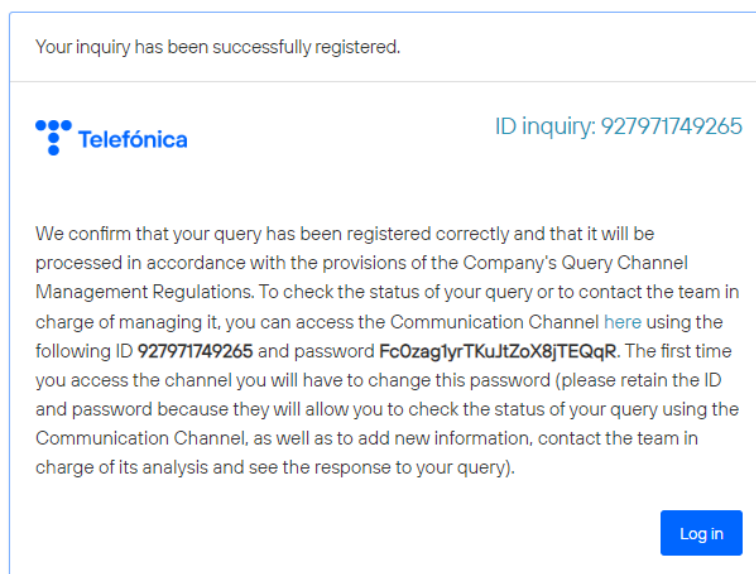 Your inquiry has been successfully registered.
Telefónica
ID inquiry: 927971749265
We confirm that your query has been registered correctly and that it will be
processed in accordance with the provisions of the Company's Query Channel
Management Regulations. To check the status of your query or to contact the team in
charge of managing it, you can access the Communication Channel here using the
following ID 927971749265 and password Fc0zag1yrTKuJtZoX8jTEQqR. The first time
you access the channel you will have to change this password (please retain the ID
and password because they will allow you to check the status of your query using the
Communication Channel, as well as to add new information, contact the team in
charge of its analysis and see the response to your query).
Log in